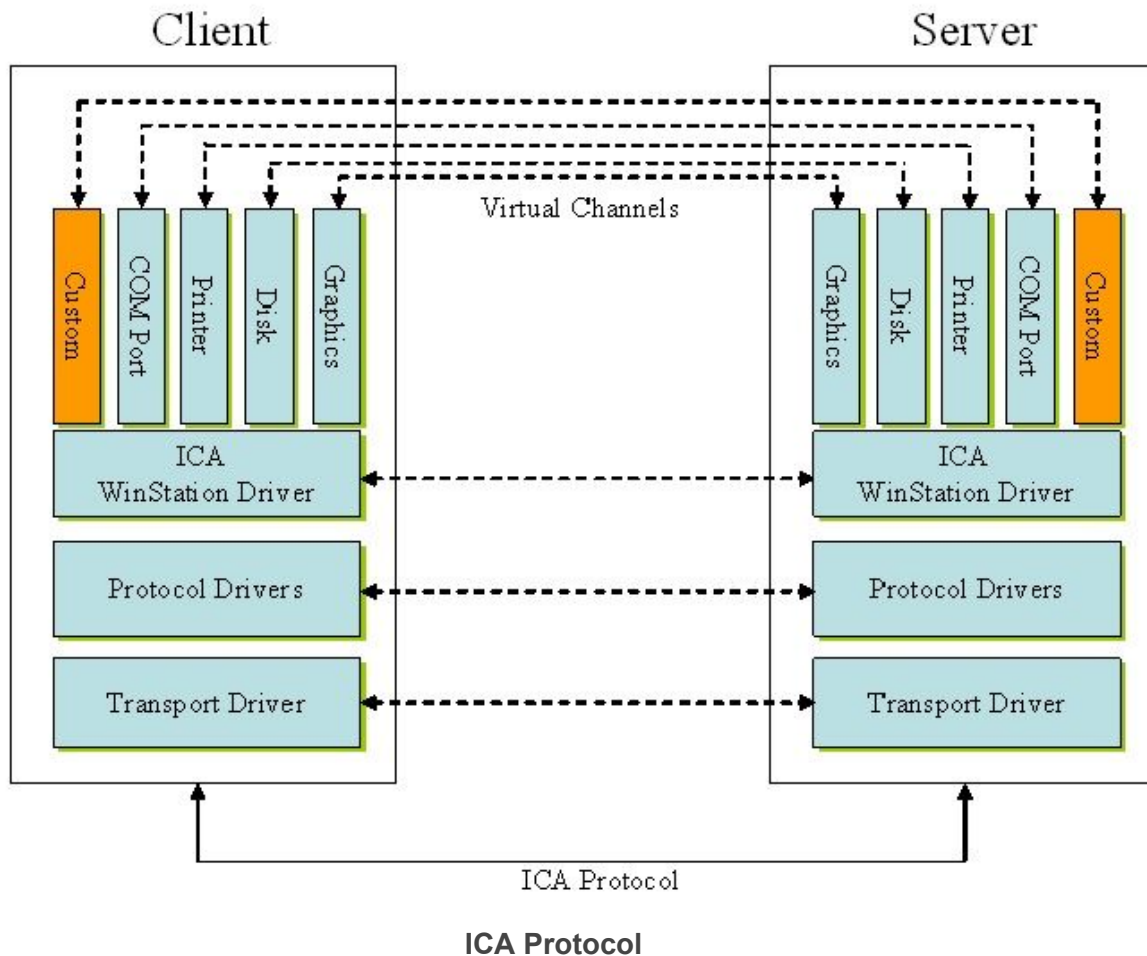 Client
Server
Virtual Channels
Custom
COM Port
Printer
Disk
Graphics
Graphics
Disk
Printer
COM Port
Custom
ICA
WinStation Driver
ICA
WinStation Driver
Protocol Drivers
Protocol Drivers
Transport Driver
Transport Driver
ICA Protocol
ICA Protocol